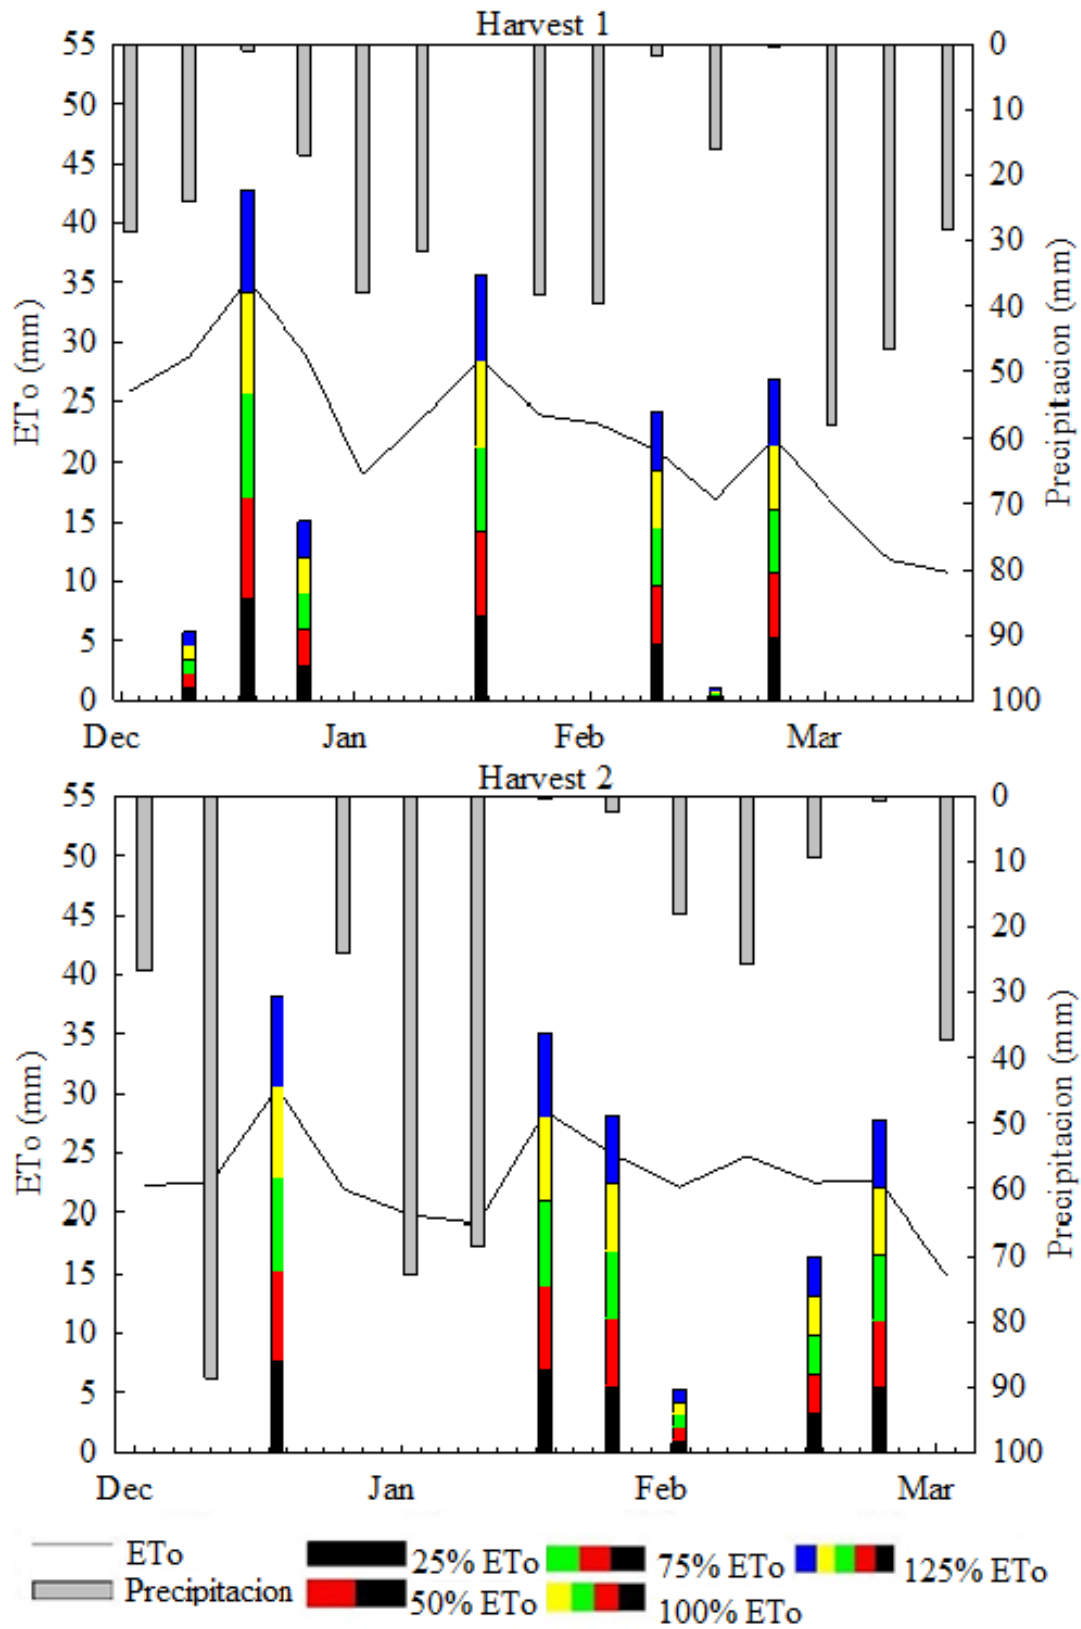 Harvest 1
55 0
50 10
45 20
40 30
35 40
30 50
25 60
20 70
15 80
10 90
5 100
0
ETo (mm)
Precipitacion (mm)
Dec Jan Feb Mar
Harvest 2
55 0
50 10
45 20
40 30
35 40
30 50
25 60
20 70
15 80
10 90
5 100
0
ETo (mm)
Precipitacion (mm)
Dec Jan Feb Mar
ETo 25% ETo 75% ETo 125% ETo
Precipitacion 50% ETo 100% ETo